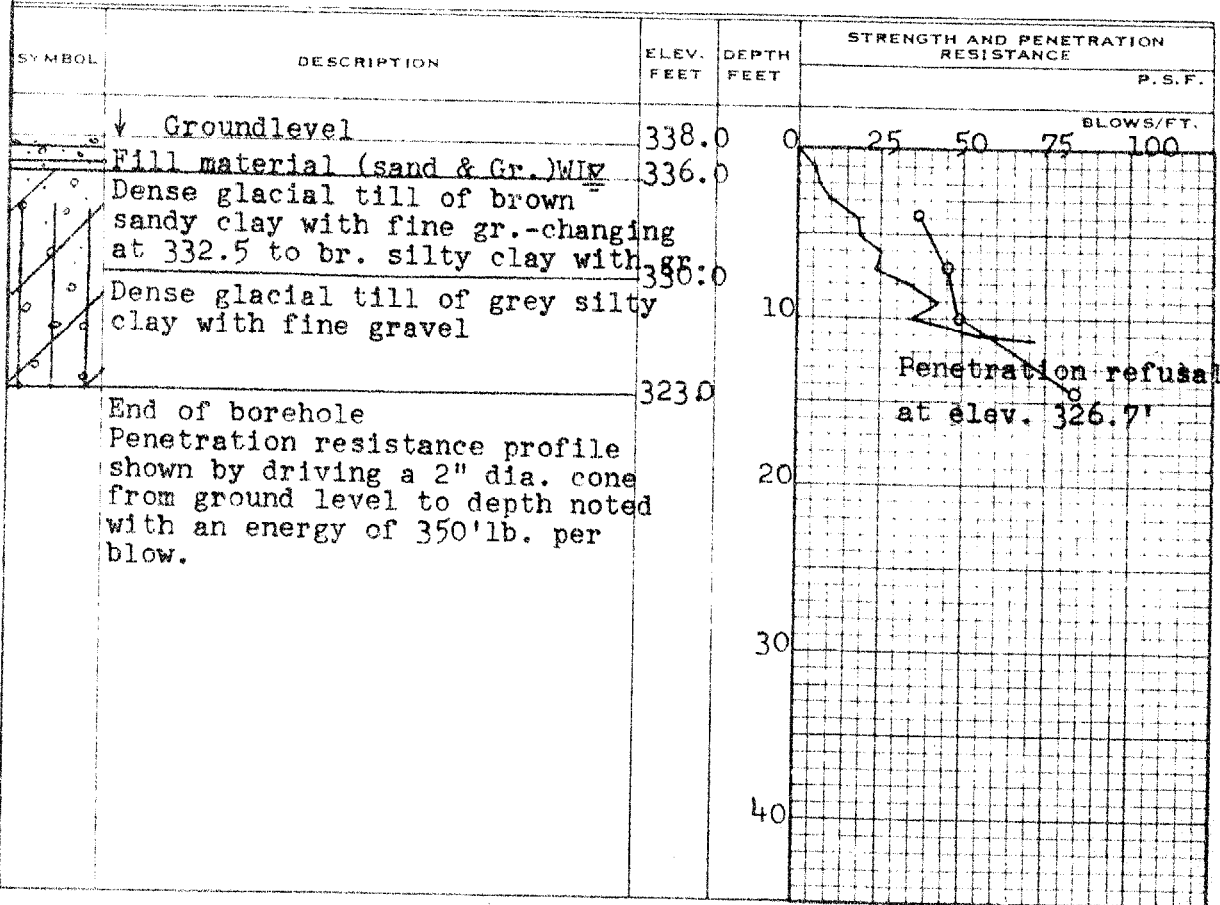 SYMBOL DESCRIPTION ELEV. FEET DEPTH FEET STRENGTH AND PENETRATION RESISTANCE
P.S.F.
BLOWS/FT.
↓ Groundlevel 338.0 0 25 50 75 100
Fill material (sand & Gr.) 336.0
Dense glacial till of brown
sandy clay with fine gr.-changing
at 332.5 to br. silty clay with gr.
330.0
Dense glacial till of grey silty
clay with fine gravel
10
Penetration refusal
at elev. 326.7'
323.0
End of borehole
Penetration resistance profile
shown by driving a 2" dia. cone
from ground level to depth noted
with an energy of 350'lb. per
blow.
20
30
40